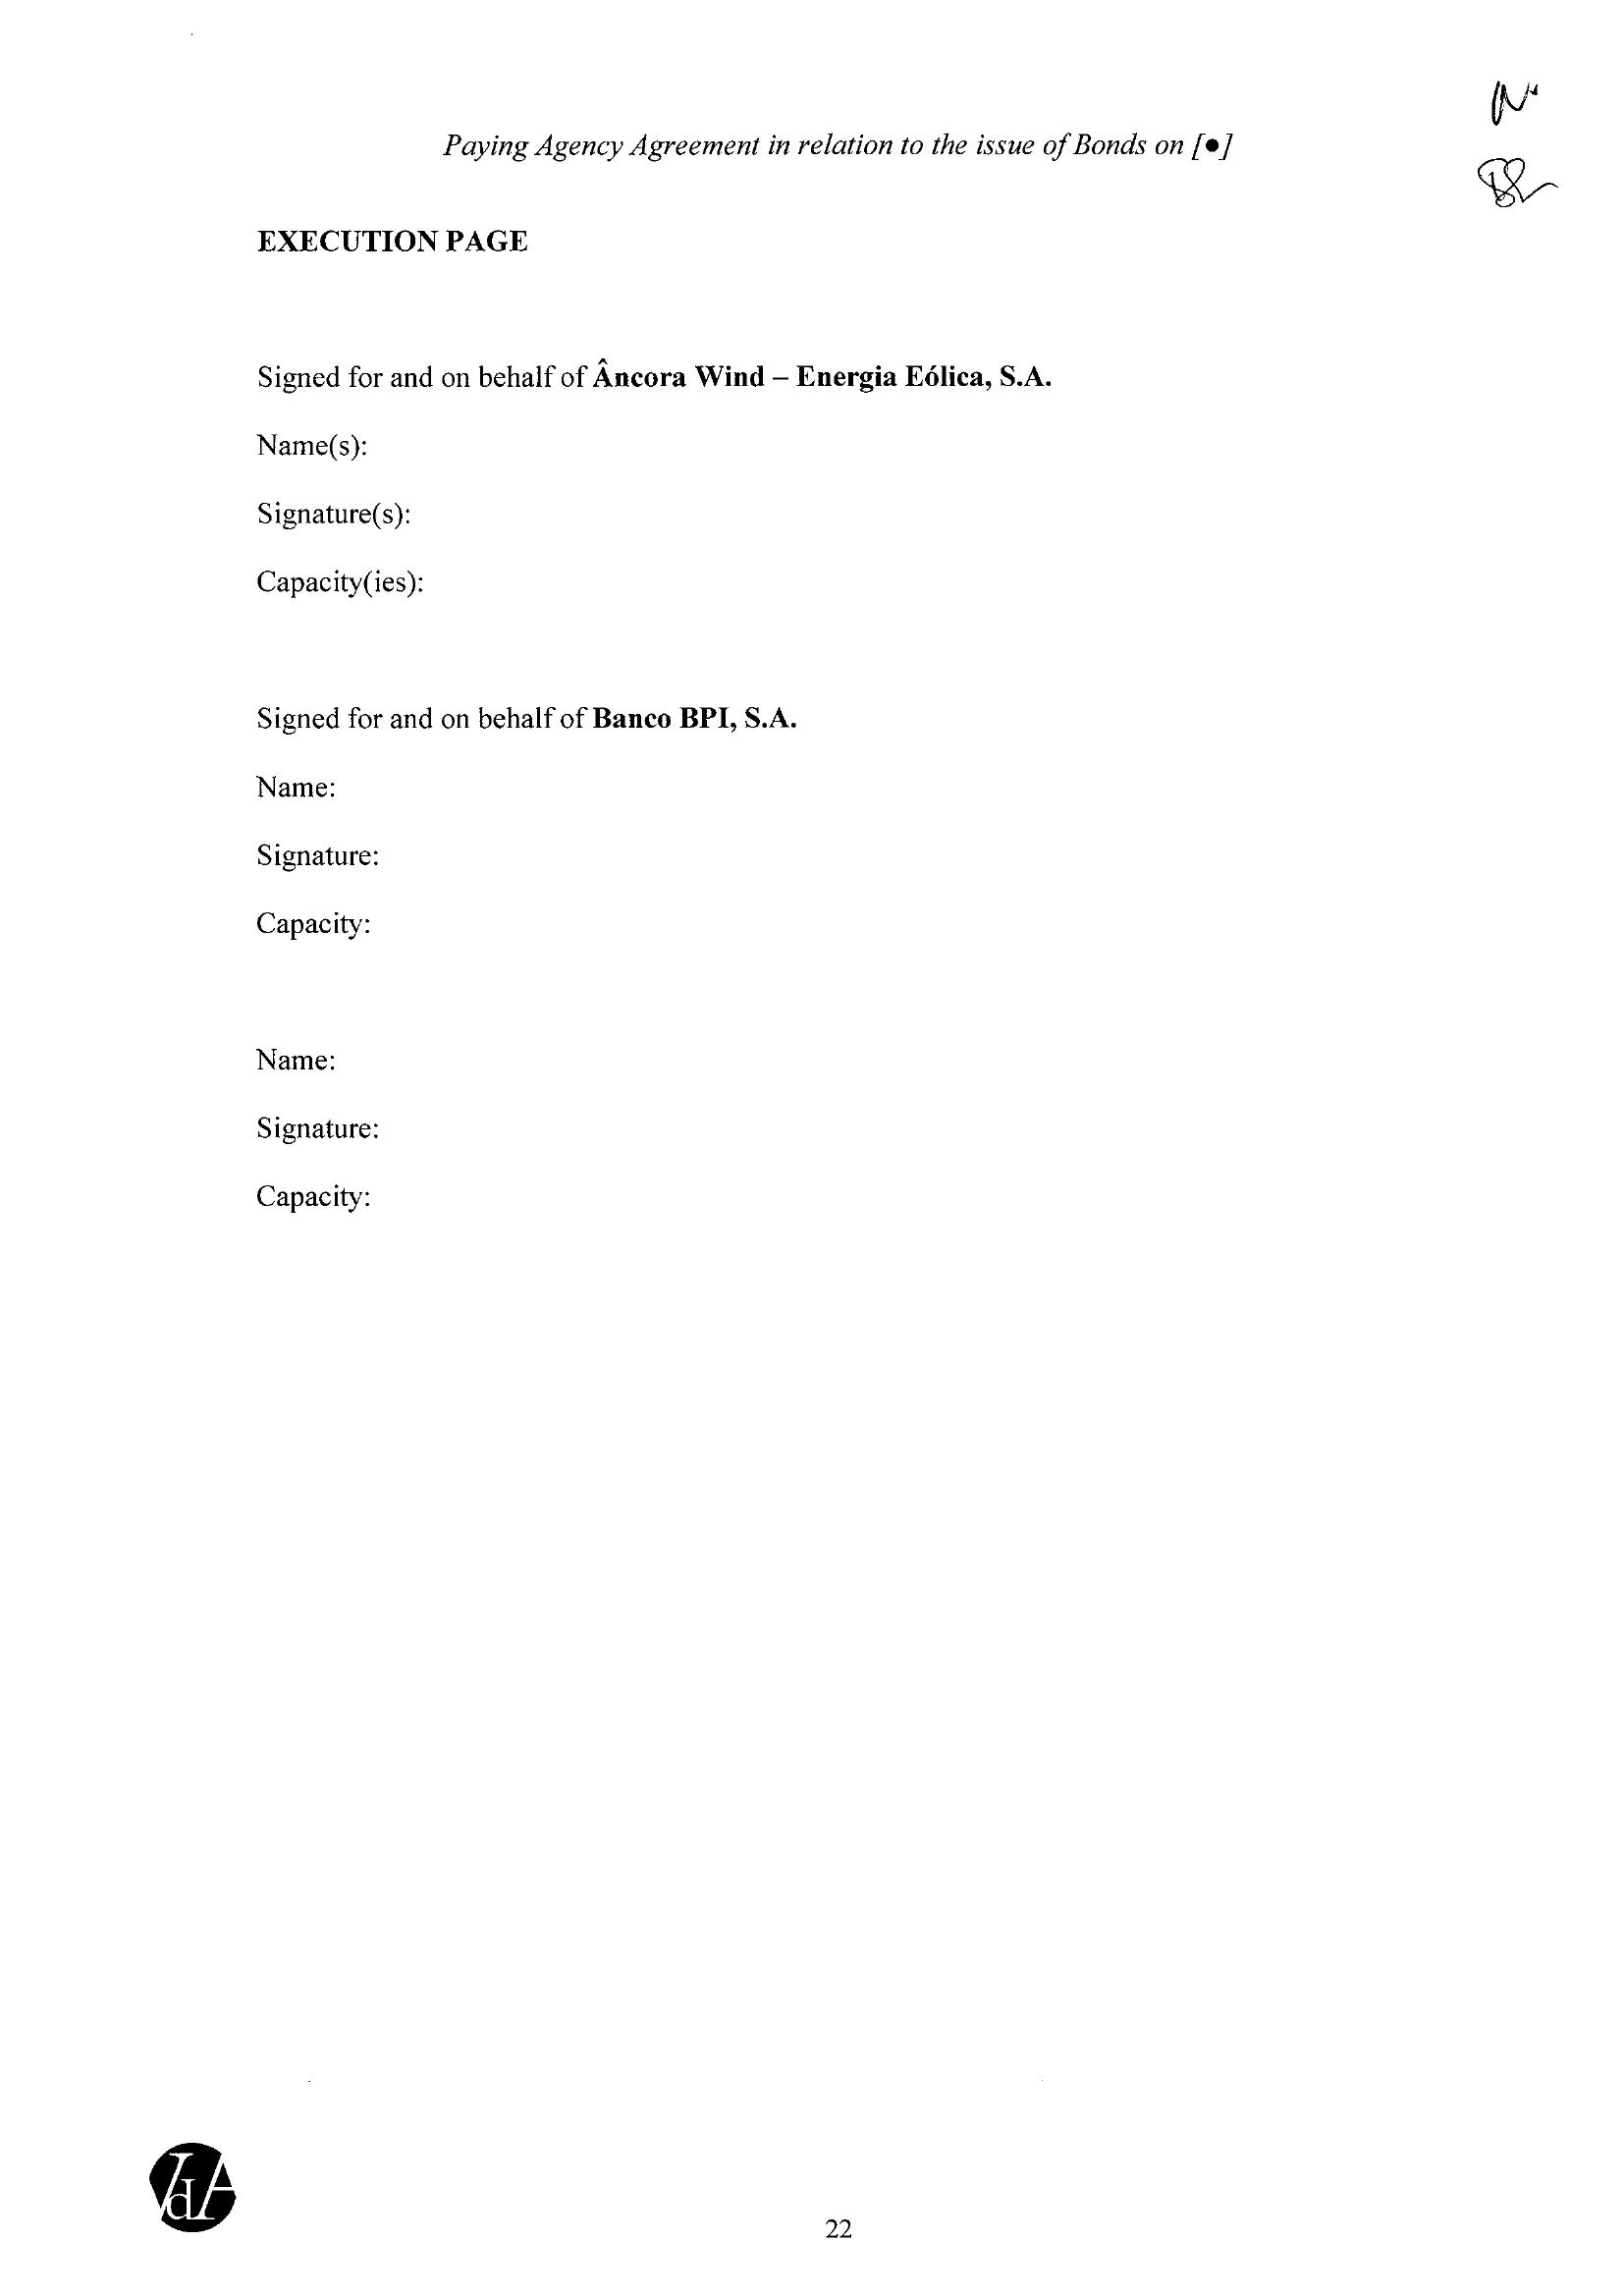 Paying Agency Agreement in relation to the issue of Bonds on [●]
EXECUTION PAGE
Signed for and on behalf of Âncora Wind – Energia Eólica, S.A.
Name(s):
Signature(s):
Capacity(ies):
Signed for and on behalf of Banco BPI, S.A.
Name:
Signature:
Capacity:
Name:
Signature:
Capacity:
VdA
22